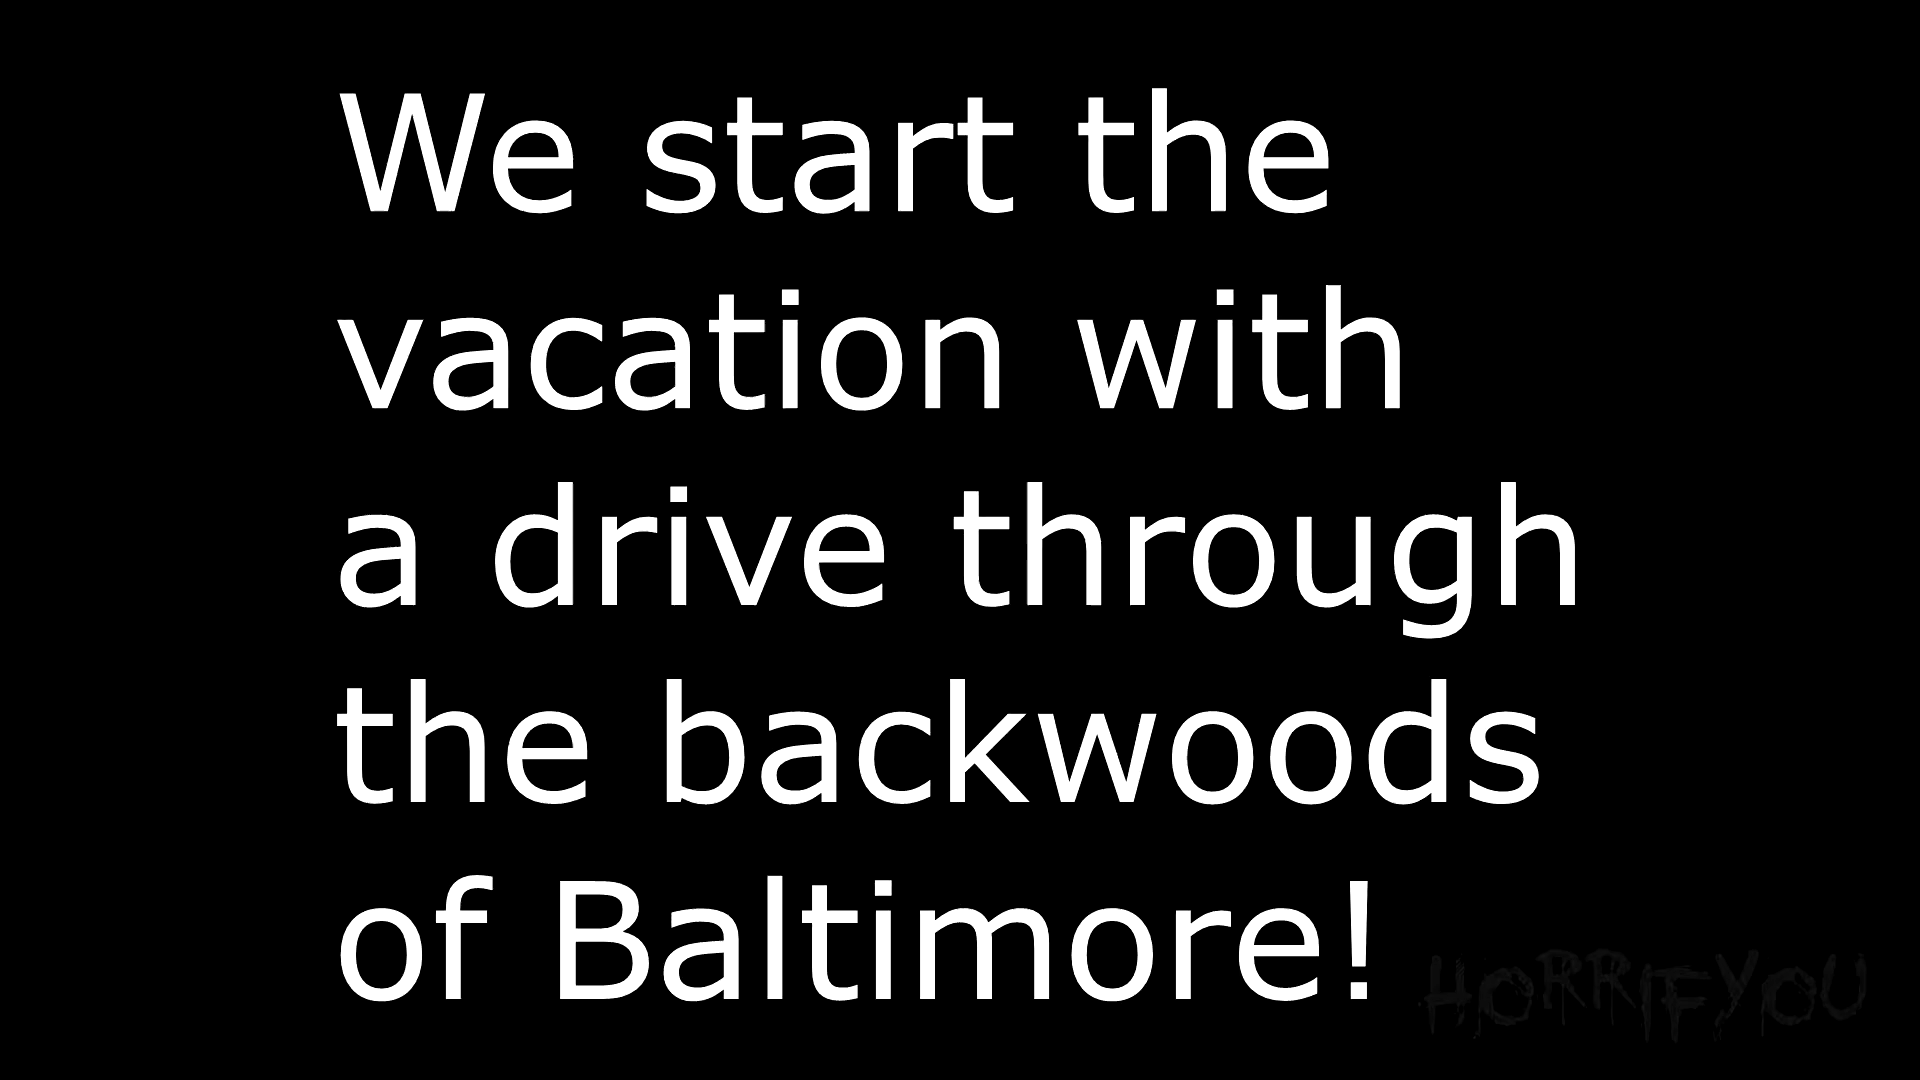 We start the
vacation with
a drive through
the backwoods
of Baltimore!
HORRIFYOU